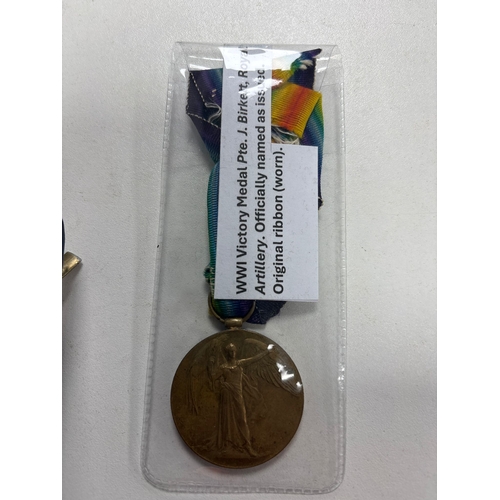 WWI Victory Medal Pte. J. Birkett, Royal
Artillery. Officially named as issued.
Original ribbon (worn).